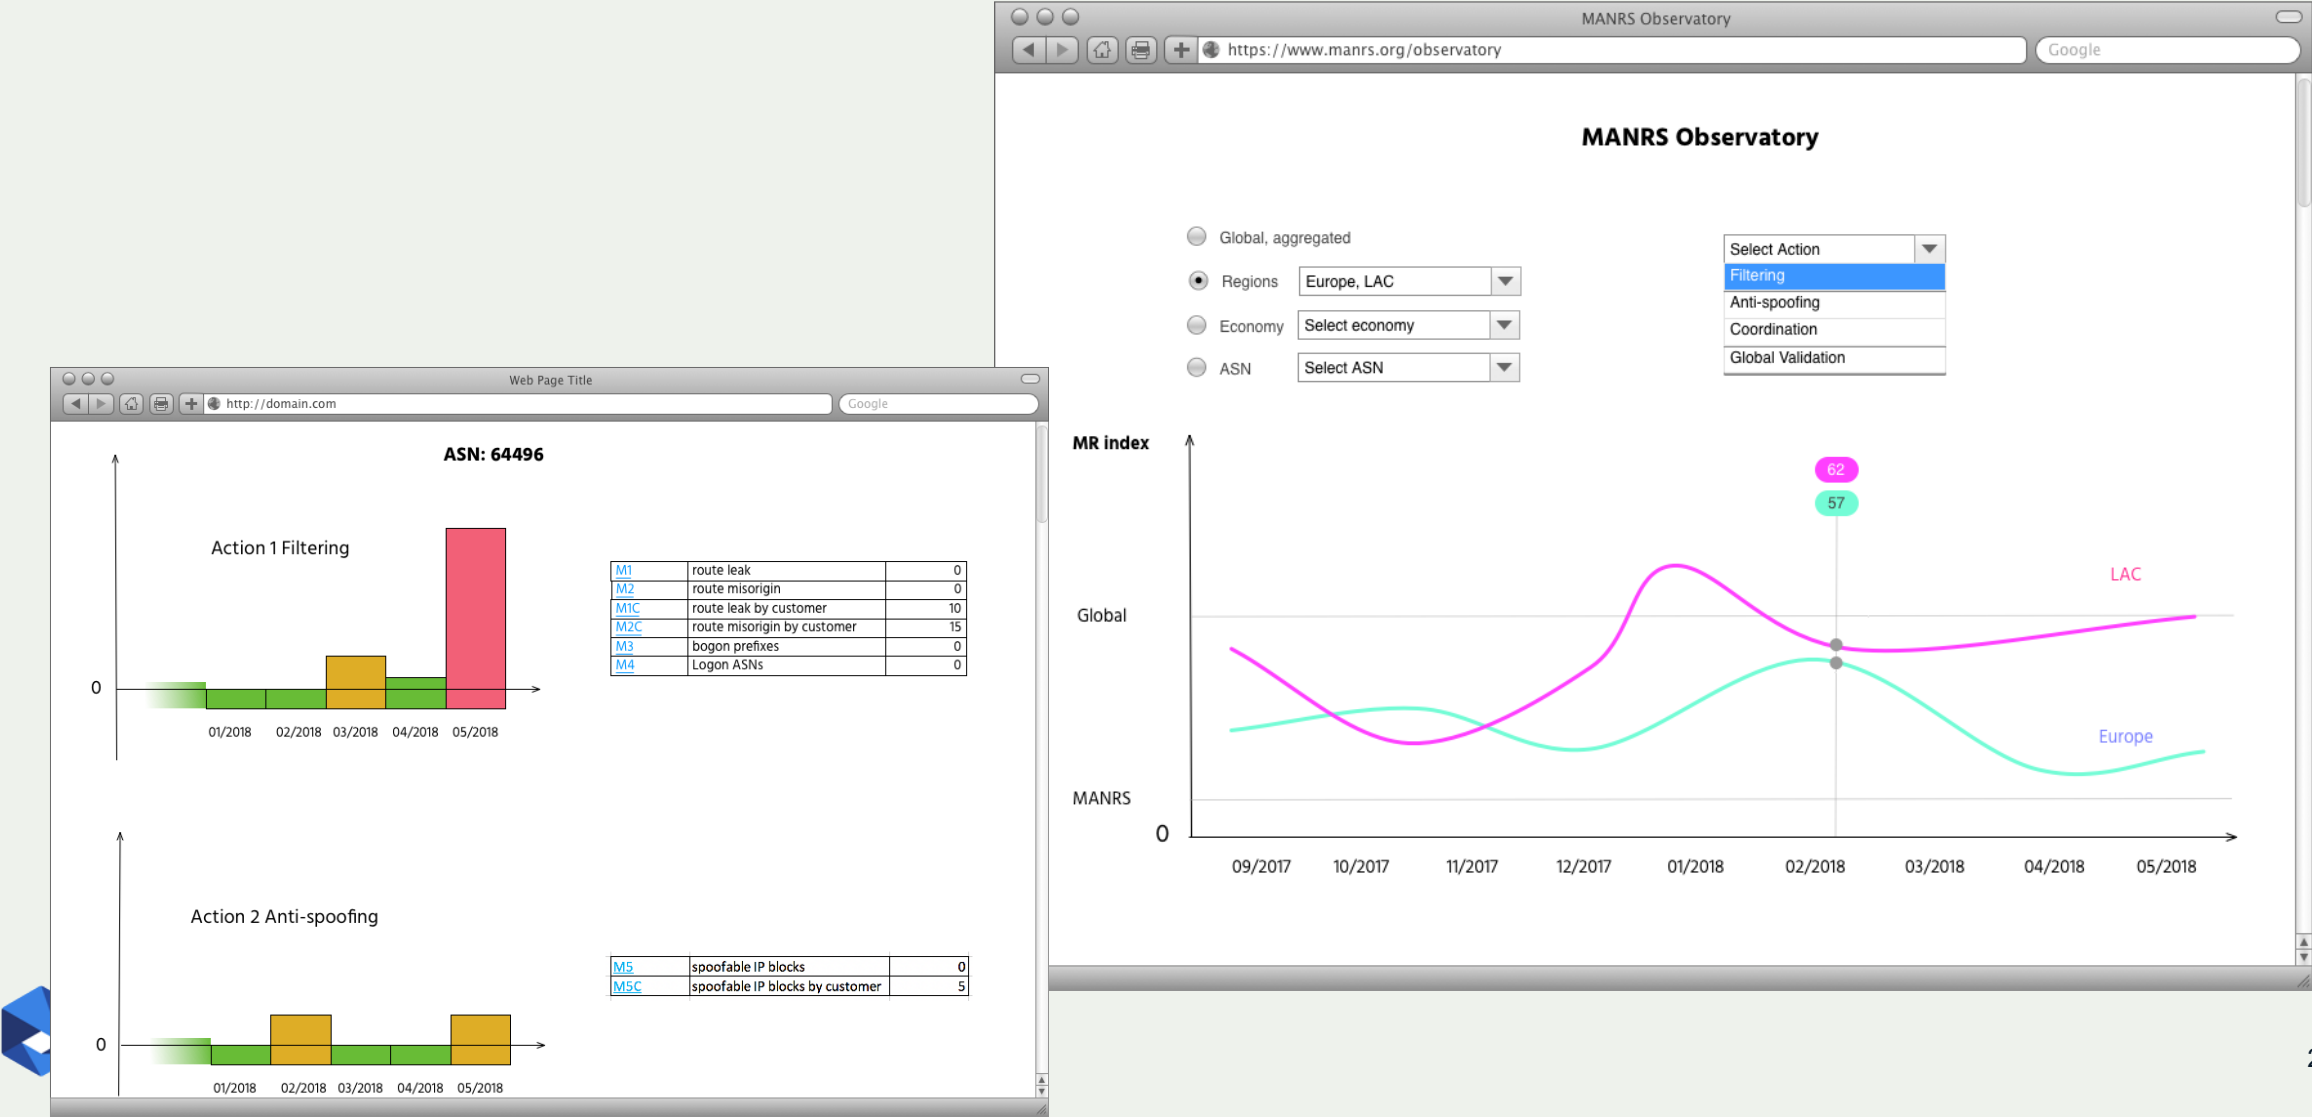 MANRS Observatory
https://www.manrs.org/observatory
Google
MANRS Observatory
Global, aggregated
Regions
Europe, LAC
Economy
Select economy
ASN
Select ASN
Select Action
Filtering
Anti-spoofing
Coordination
Global Validation
MR index
62
57
LAC
Global
Europe
MANRS
0
09/2017 10/2017 11/2017 12/2017 01/2018 02/2018 03/2018 04/2018 05/2018
Web Page Title
http://domain.com
Google
ASN: 64496
Action 1 Filtering
0
01/2018 02/2018 03/2018 04/2018 05/2018
M1 route leak 0
M2 route misorigin 0
M1C route leak by customer 10
M2C route misorigin by customer 15
M3 bogon prefixes 0
M4 Logon ASNs 0
Action 2 Anti-spoofing
0
01/2018 02/2018 03/2018 04/2018 05/2018
M5 spoofable IP blocks 0
M5C spoofable IP blocks by customer 5